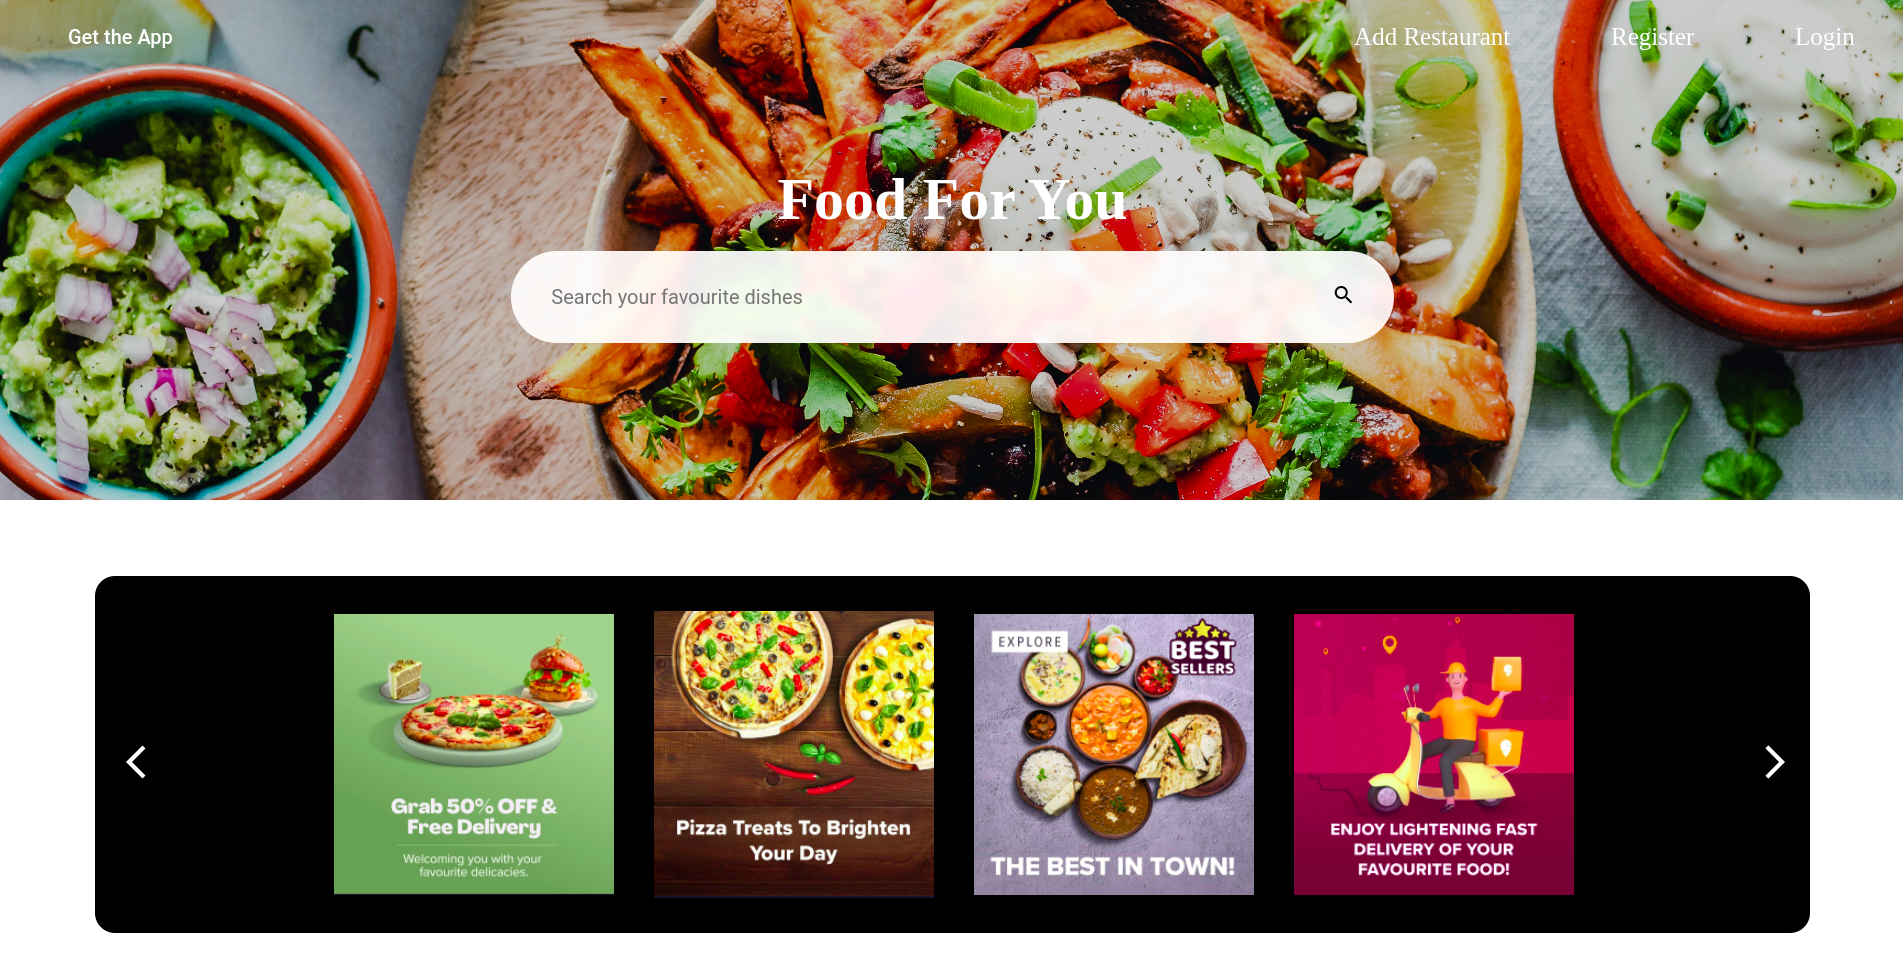 Get the App
Add Restaurant
Register
Login
Food For You
Search your favourite dishes
Grab 50% OFF &
Free Delivery
Welcoming you with your
favourite delicacies.
Pizza Treats To Brighten
Your Day
EXPLORE
BEST
SELLERS
THE BEST IN TOWN!
ENJOY LIGHTENING FAST
DELIVERY OF YOUR
FAVOURITE FOOD!